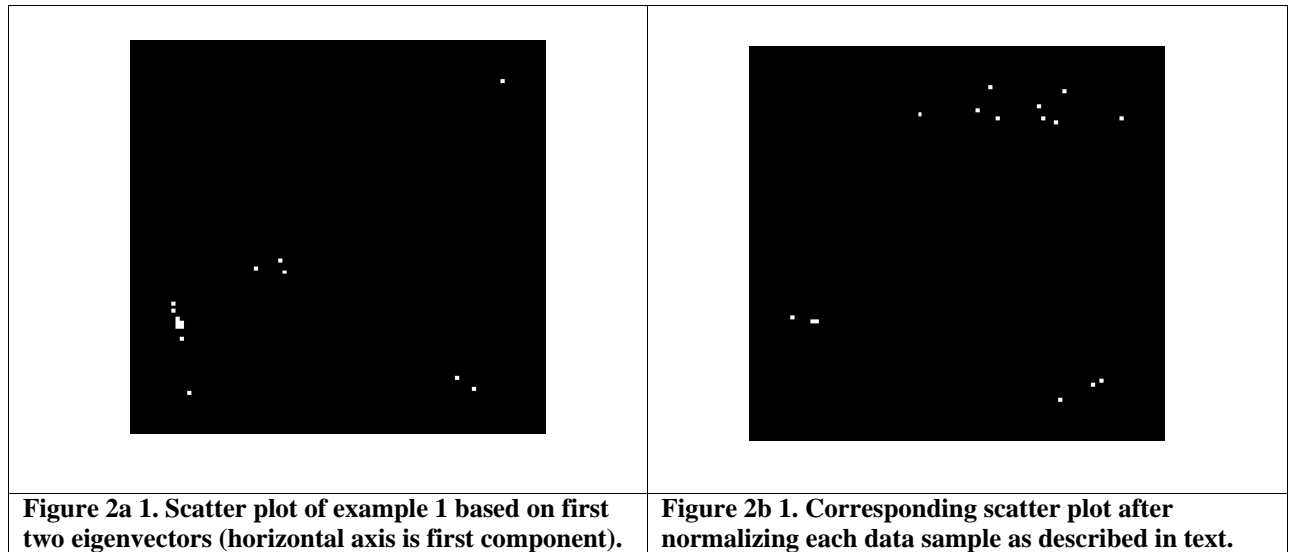 Figure 2a 1. Scatter plot of example 1 based on first
two eigenvectors (horizontal axis is first component).
Figure 2b 1. Corresponding scatter plot after
normalizing each data sample as described in text.